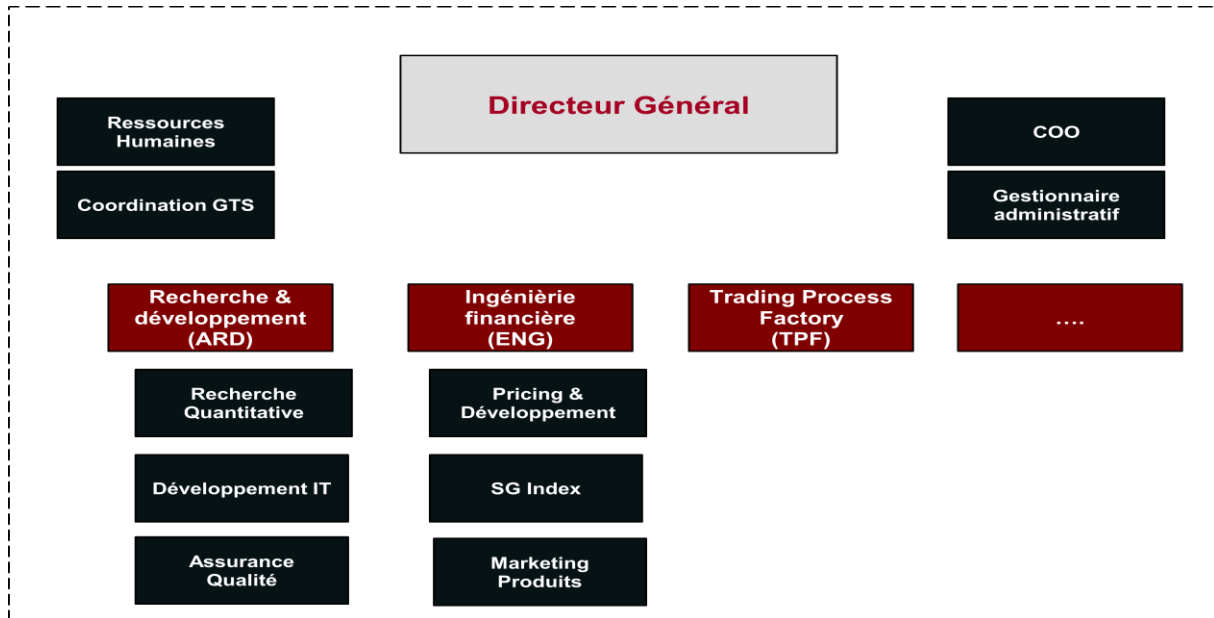 Directeur Général
Ressources
Humaines
Coordination GTS
COO
Gestionnaire
administratif
Recherche &
développement
(ARD)
Ingénièrie
financière
(ENG)
Trading Process
Factory
(TPF)
....
Recherche
Quantitative
Développement IT
Assurance
Qualité
Pricing &
Développement
SG Index
Marketing
Produits